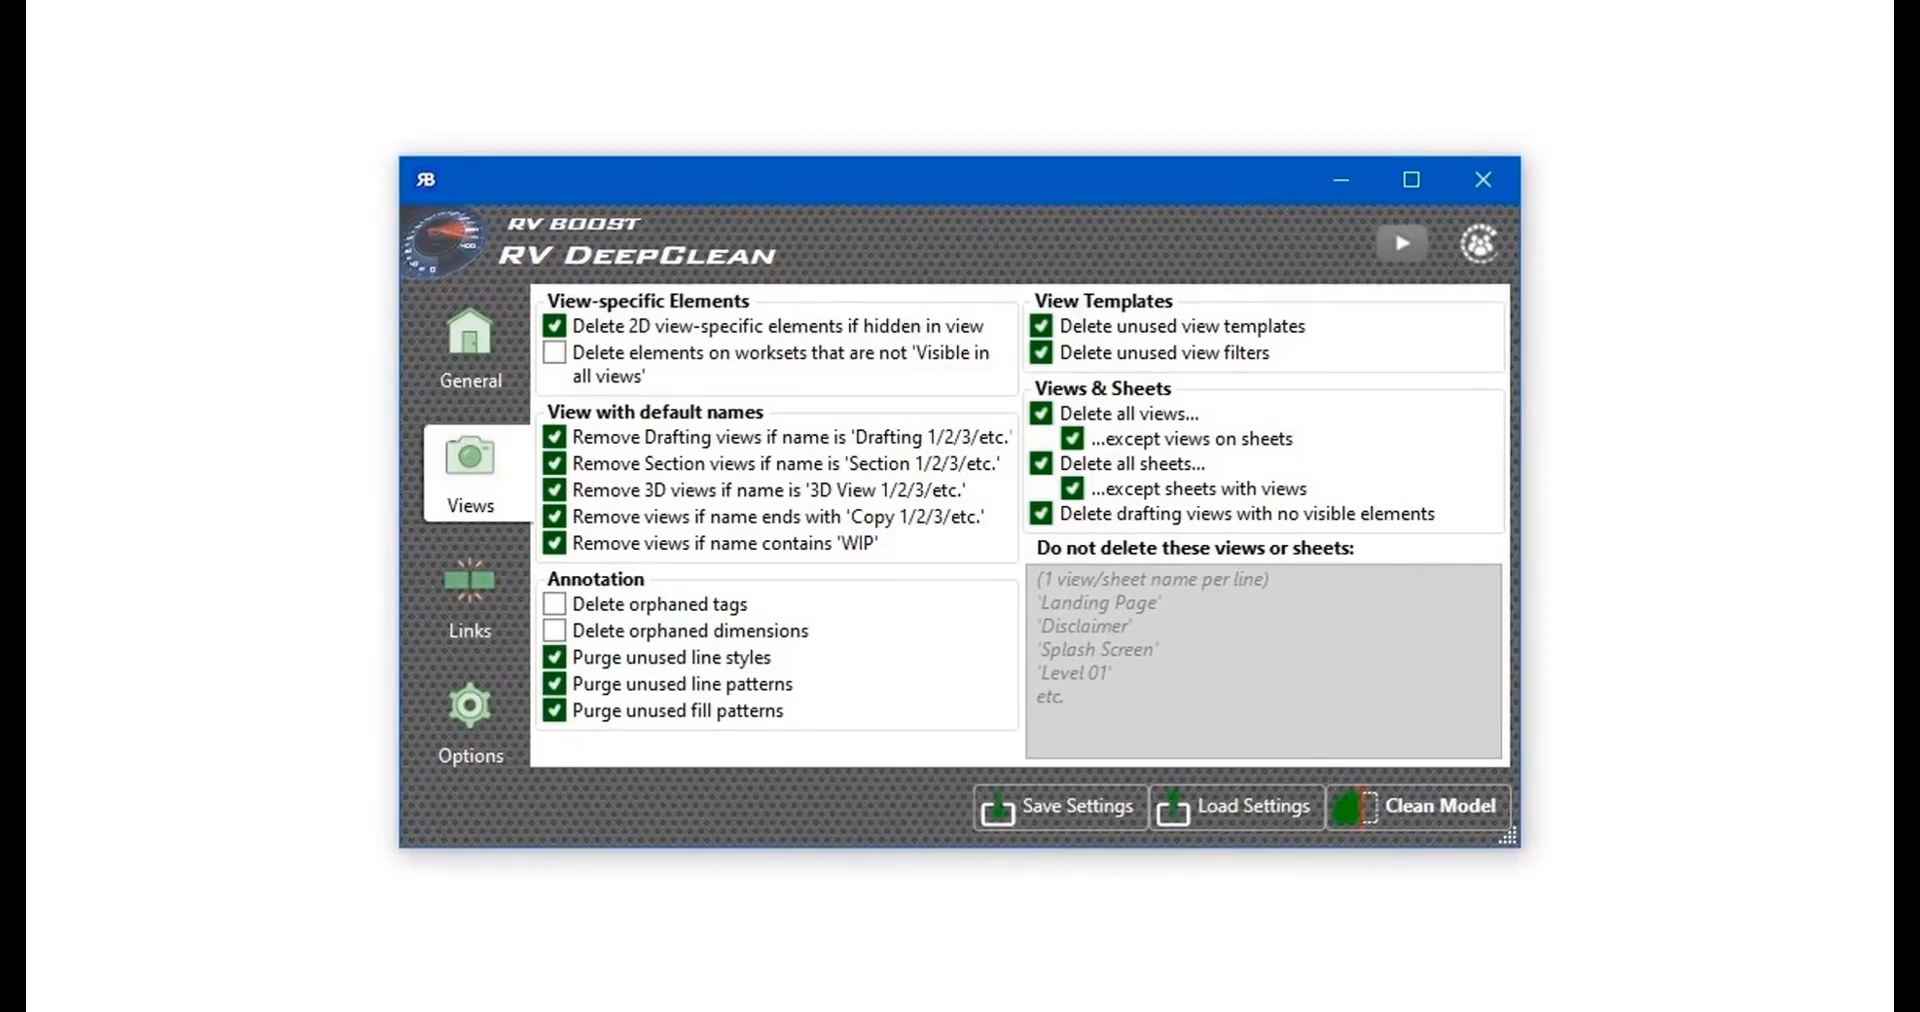 RB
RV BOOST
RV DEEPCLEAN
General
Views
Links
Options
View-specific Elements
Delete 2D view-specific elements if hidden in view
Delete elements on worksets that are not 'Visible in
all views'
View with default names
Remove Drafting views if name is 'Drafting 1/2/3/etc.'
Remove Section views if name is 'Section 1/2/3/etc.'
Remove 3D views if name is '3D View 1/2/3/etc.'
Remove views if name ends with 'Copy 1/2/3/etc.'
Remove views if name contains 'WIP'
Annotation
Delete orphaned tags
Delete orphaned dimensions
Purge unused line styles
Purge unused line patterns
Purge unused fill patterns
View Templates
Delete unused view templates
Delete unused view filters
Views & Sheets
Delete all views...
...except views on sheets
Delete all sheets...
...except sheets with views
Delete drafting views with no visible elements
Do not delete these views or sheets:
(1 view/sheet name per line)
'Landing Page'
'Disclaimer'
'Splash Screen'
'Level 01'
etc.
Save Settings
Load Settings
Clean Model